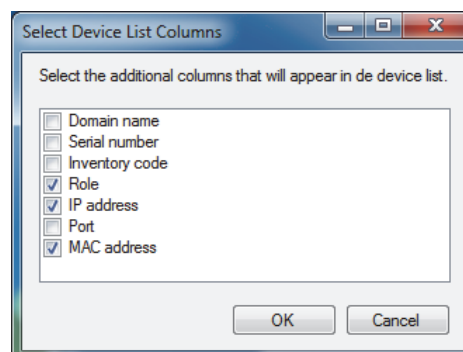 Select Device List Columns
Select the additional columns that will appear in de device list.
Domain name
Serial number
Inventory code
Role
IP address
Port
MAC address
OK
Cancel